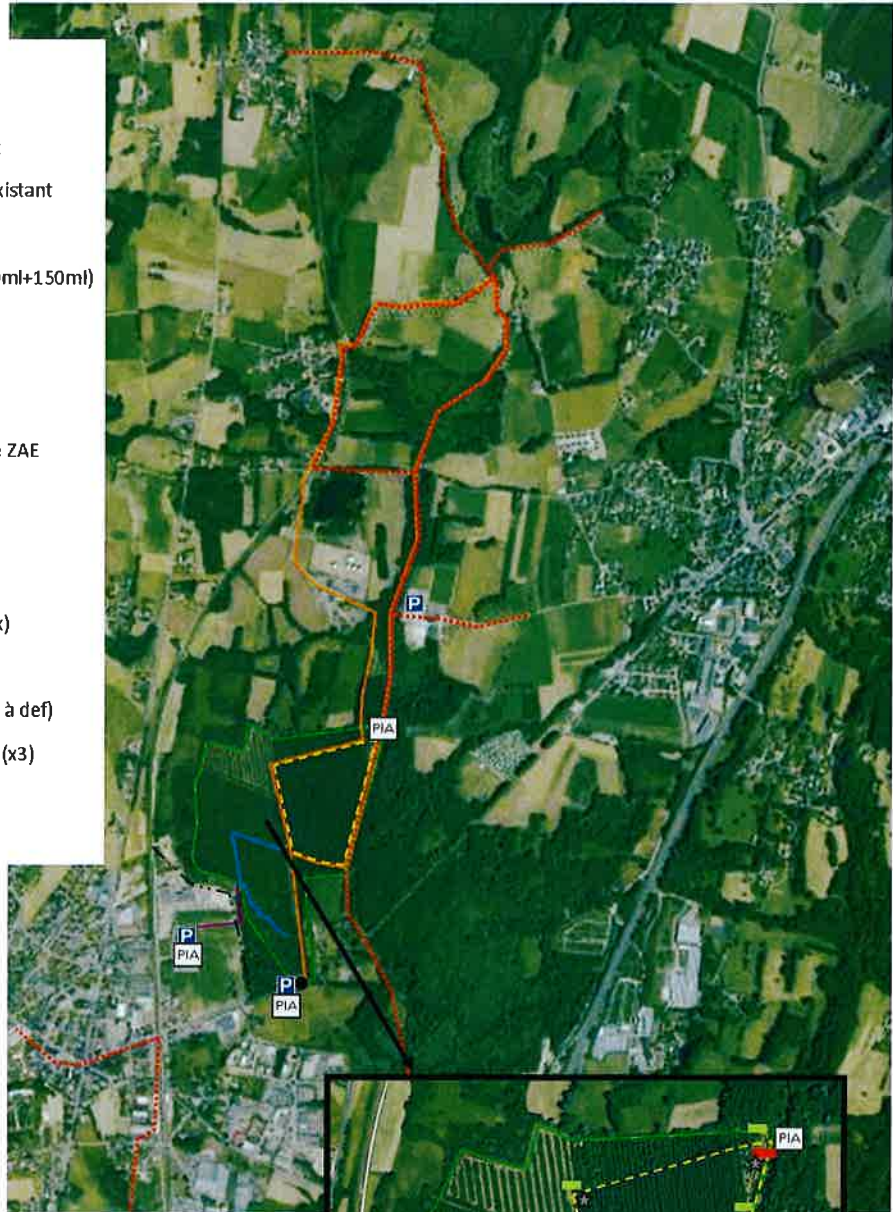 xistant
ml+150ml)
ZAE
x)
à def)
(x3)
P
PIA
P
PIA
P
PIA
PIA